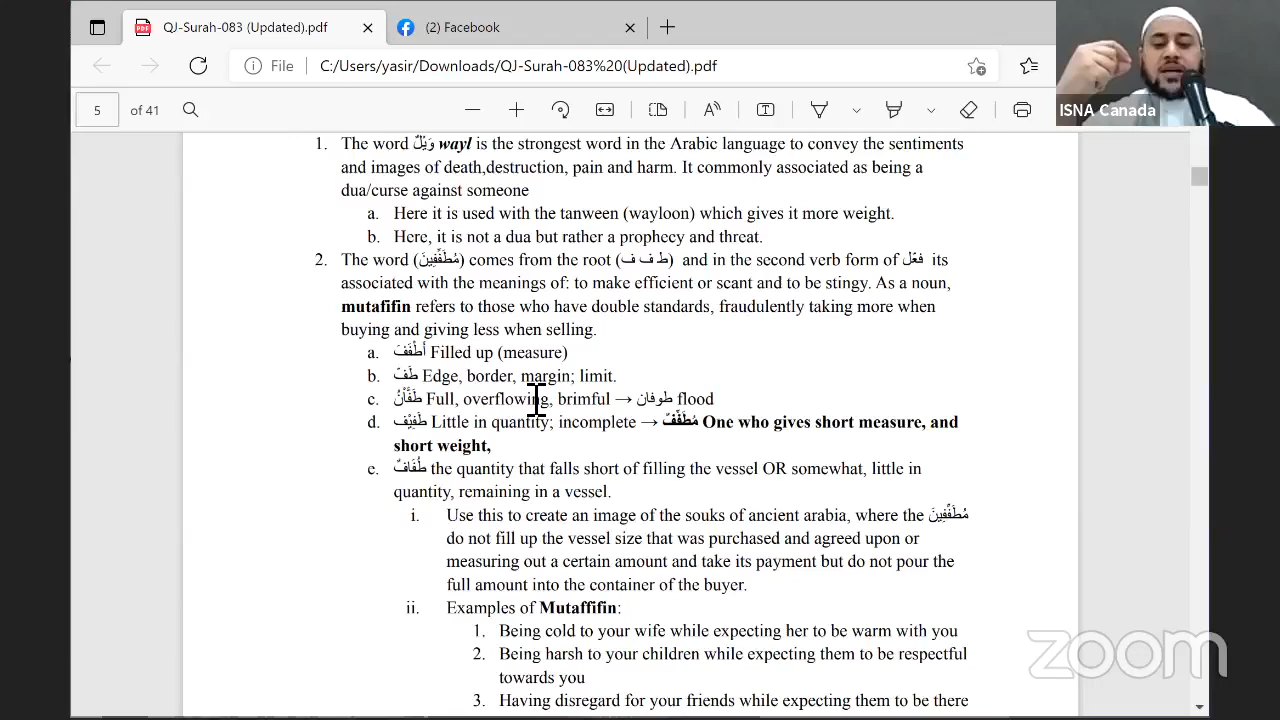 QJ-Surah-083 (Updated).pdf
(2) Facebook
File
C:/Users/yasir/Downloads/QJ-Surah-083%20(Updated).pdf
5 of 41
ISNA Canada
1. The word وَيْلٌ wayl is the strongest word in the Arabic language to convey the sentiments
and images of death,destruction, pain and harm. It commonly associated as being a
dua/curse against someone
a. Here it is used with the tanween (wayloon) which gives it more weight.
b. Here, it is not a dua but rather a prophecy and threat.
2. The word (مُطَفِّفِينَ) comes from the root (ط ف ف) and in the second verb form of فعّل its
associated with the meanings of: to make efficient or scant and to be stingy. As a noun,
mutafifin refers to those who have double standards, fraudulently taking more when
buying and giving less when selling.
a. أَطْفَفَ Filled up (measure)
b. طَفّ Edge, border, margin; limit.
c. طَفَّانُ Full, overflowing, brimful → طوفان flood
d. طَفِيْف Little in quantity; incomplete → مُطَفِّفٌ One who gives short measure, and
short weight,
e. طُفَافٌ the quantity that falls short of filling the vessel OR somewhat, little in
quantity, remaining in a vessel.
i. Use this to create an image of the souks of ancient arabia, where the مُطَفِّفِينَ
do not fill up the vessel size that was purchased and agreed upon or
measuring out a certain amount and take its payment but do not pour the
full amount into the container of the buyer.
ii. Examples of Mutaffifin:
1. Being cold to your wife while expecting her to be warm with you
2. Being harsh to your children while expecting them to be respectful
towards you
3. Having disregard for your friends while expecting them to be there
zoom